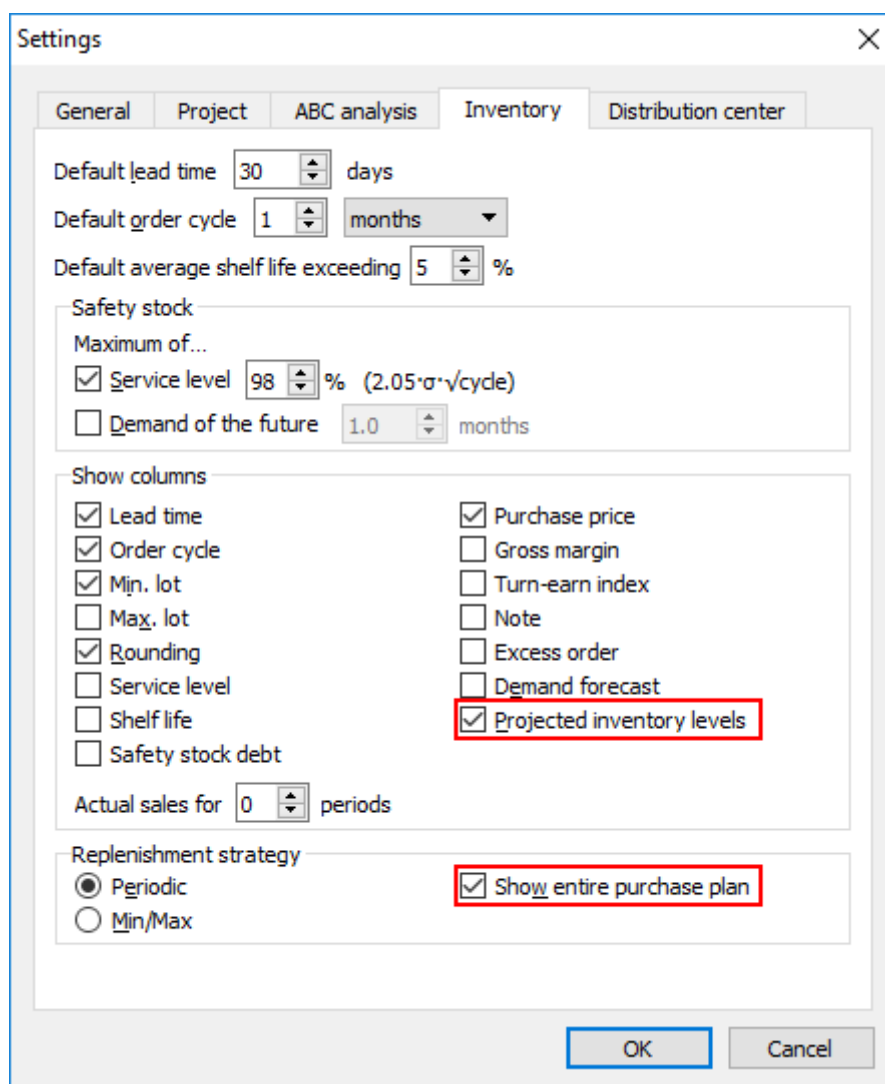 Settings
General Project ABC analysis Inventory Distribution center
Default lead time 30 days
Default order cycle 1 months
Default average shelf life exceeding 5 %
Safety stock
Maximum of...
Service level 98 % (2.05·σ·√cycle)
Demand of the future 1.0 months
Show columns
Lead time Purchase price
Order cycle Gross margin
Min. lot Turn-earn index
Max. lot Note
Rounding Excess order
Service level Demand forecast
Shelf life Projected inventory levels
Safety stock debt
Actual sales for 0 periods
Replenishment strategy
Periodic Show entire purchase plan
Min/Max
OK Cancel